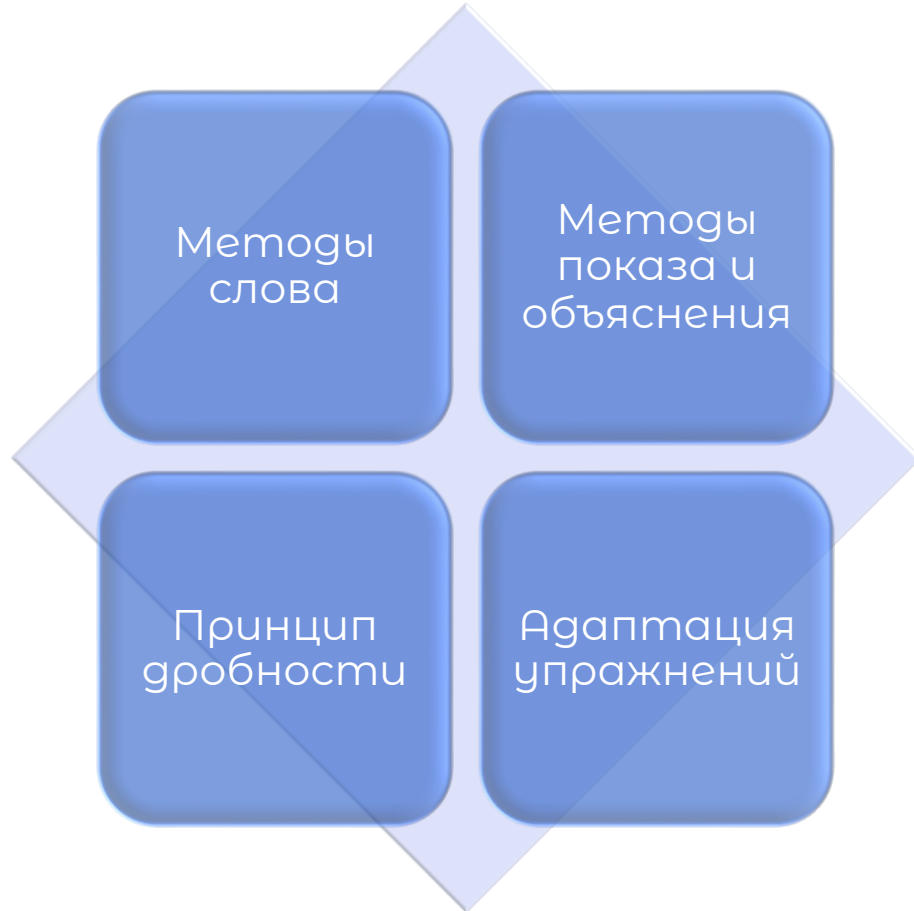 Методы
слова
Методы
показа и
объяснения
Принцип
дробности
Адаптация
упражнений